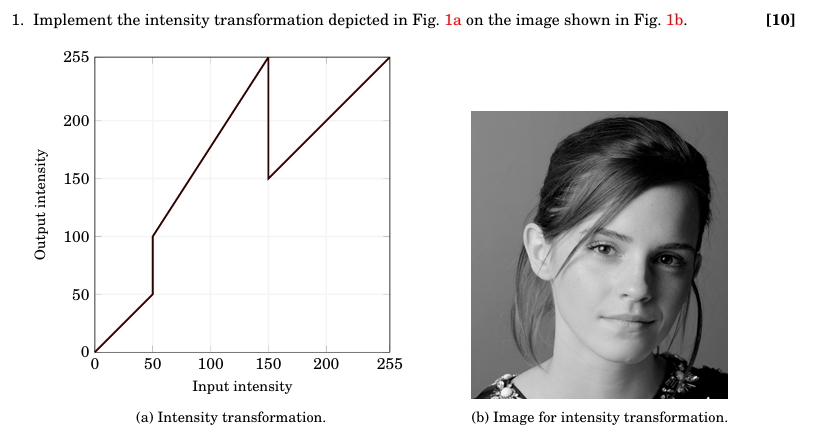 1. Implement the intensity transformation depicted in Fig. 1a on the image shown in Fig. 1b. [10]
255
200
150
100
50
0
Output intensity
0 50 100 150 200 255
Input intensity
(a) Intensity transformation.
(b) Image for intensity transformation.